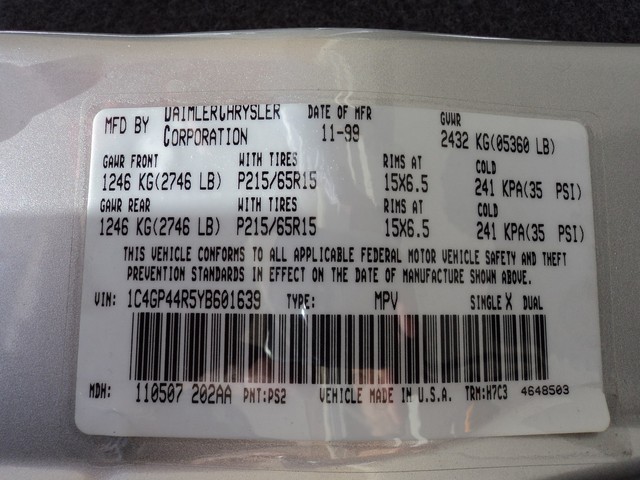 MFD BY DAIMLERCHRYSLER CORPORATION DATE OF MFR 11-99 GVWR 2432 KG(05360 LB)
GAWR FRONT WITH TIRES RIMS AT COLD
1246 KG(2746 LB) P215/65R15 15X6.5 241 KPA(35 PSI)
GAWR REAR WITH TIRES RIMS AT COLD
1246 KG(2746 LB) P215/65R15 15X6.5 241 KPA(35 PSI)
THIS VEHICLE CONFORMS TO ALL APPLICABLE FEDERAL MOTOR VEHICLE SAFETY AND THEFT
PREVENTION STANDARDS IN EFFECT ON THE DATE OF MANUFACTURE SHOWN ABOVE.
VIN: 1C4GP44R5YB601639 TYPE: MPV SINGLE X DUAL
MDH: 110507 202AA PNT:PS2 VEHICLE MADE IN U.S.A. TRM:H7C3 4648503